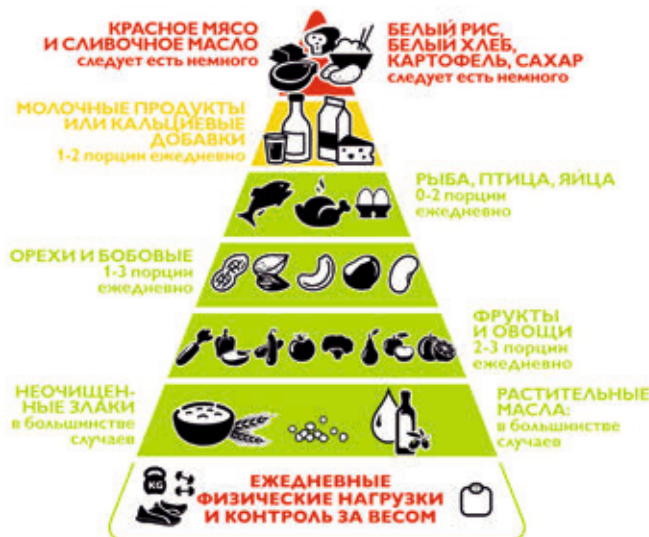 КРАСНОЕ МЯСО
И СЛИВОЧНОЕ МАСЛО
следует есть немного
БЕЛЫЙ РИС,
БЕЛЫЙ ХЛЕБ,
КАРТОФЕЛЬ, САХАР
следует есть немного
МОЛОЧНЫЕ ПРОДУКТЫ
ИЛИ КАЛЬЦИЕВЫЕ
ДОБАВКИ
1-2 порции ежедневно
РЫБА, ПТИЦА, ЯЙЦА
0-2 порции
ежедневно
ОРЕХИ И БОБОВЫЕ
1-3 порции
ежедневно
ФРУКТЫ
И ОВОЩИ
2-3 порции
ежедневно
НЕОЧИЩЕН-
НЫЕ ЗЛАКИ
в большинстве
случаев
РАСТИТЕЛЬНЫЕ
МАСЛА:
в большинстве
случаев
KG
ЕЖЕДНЕВНЫЕ
ФИЗИЧЕСКИЕ НАГРУЗКИ
И КОНТРОЛЬ ЗА ВЕСОМ